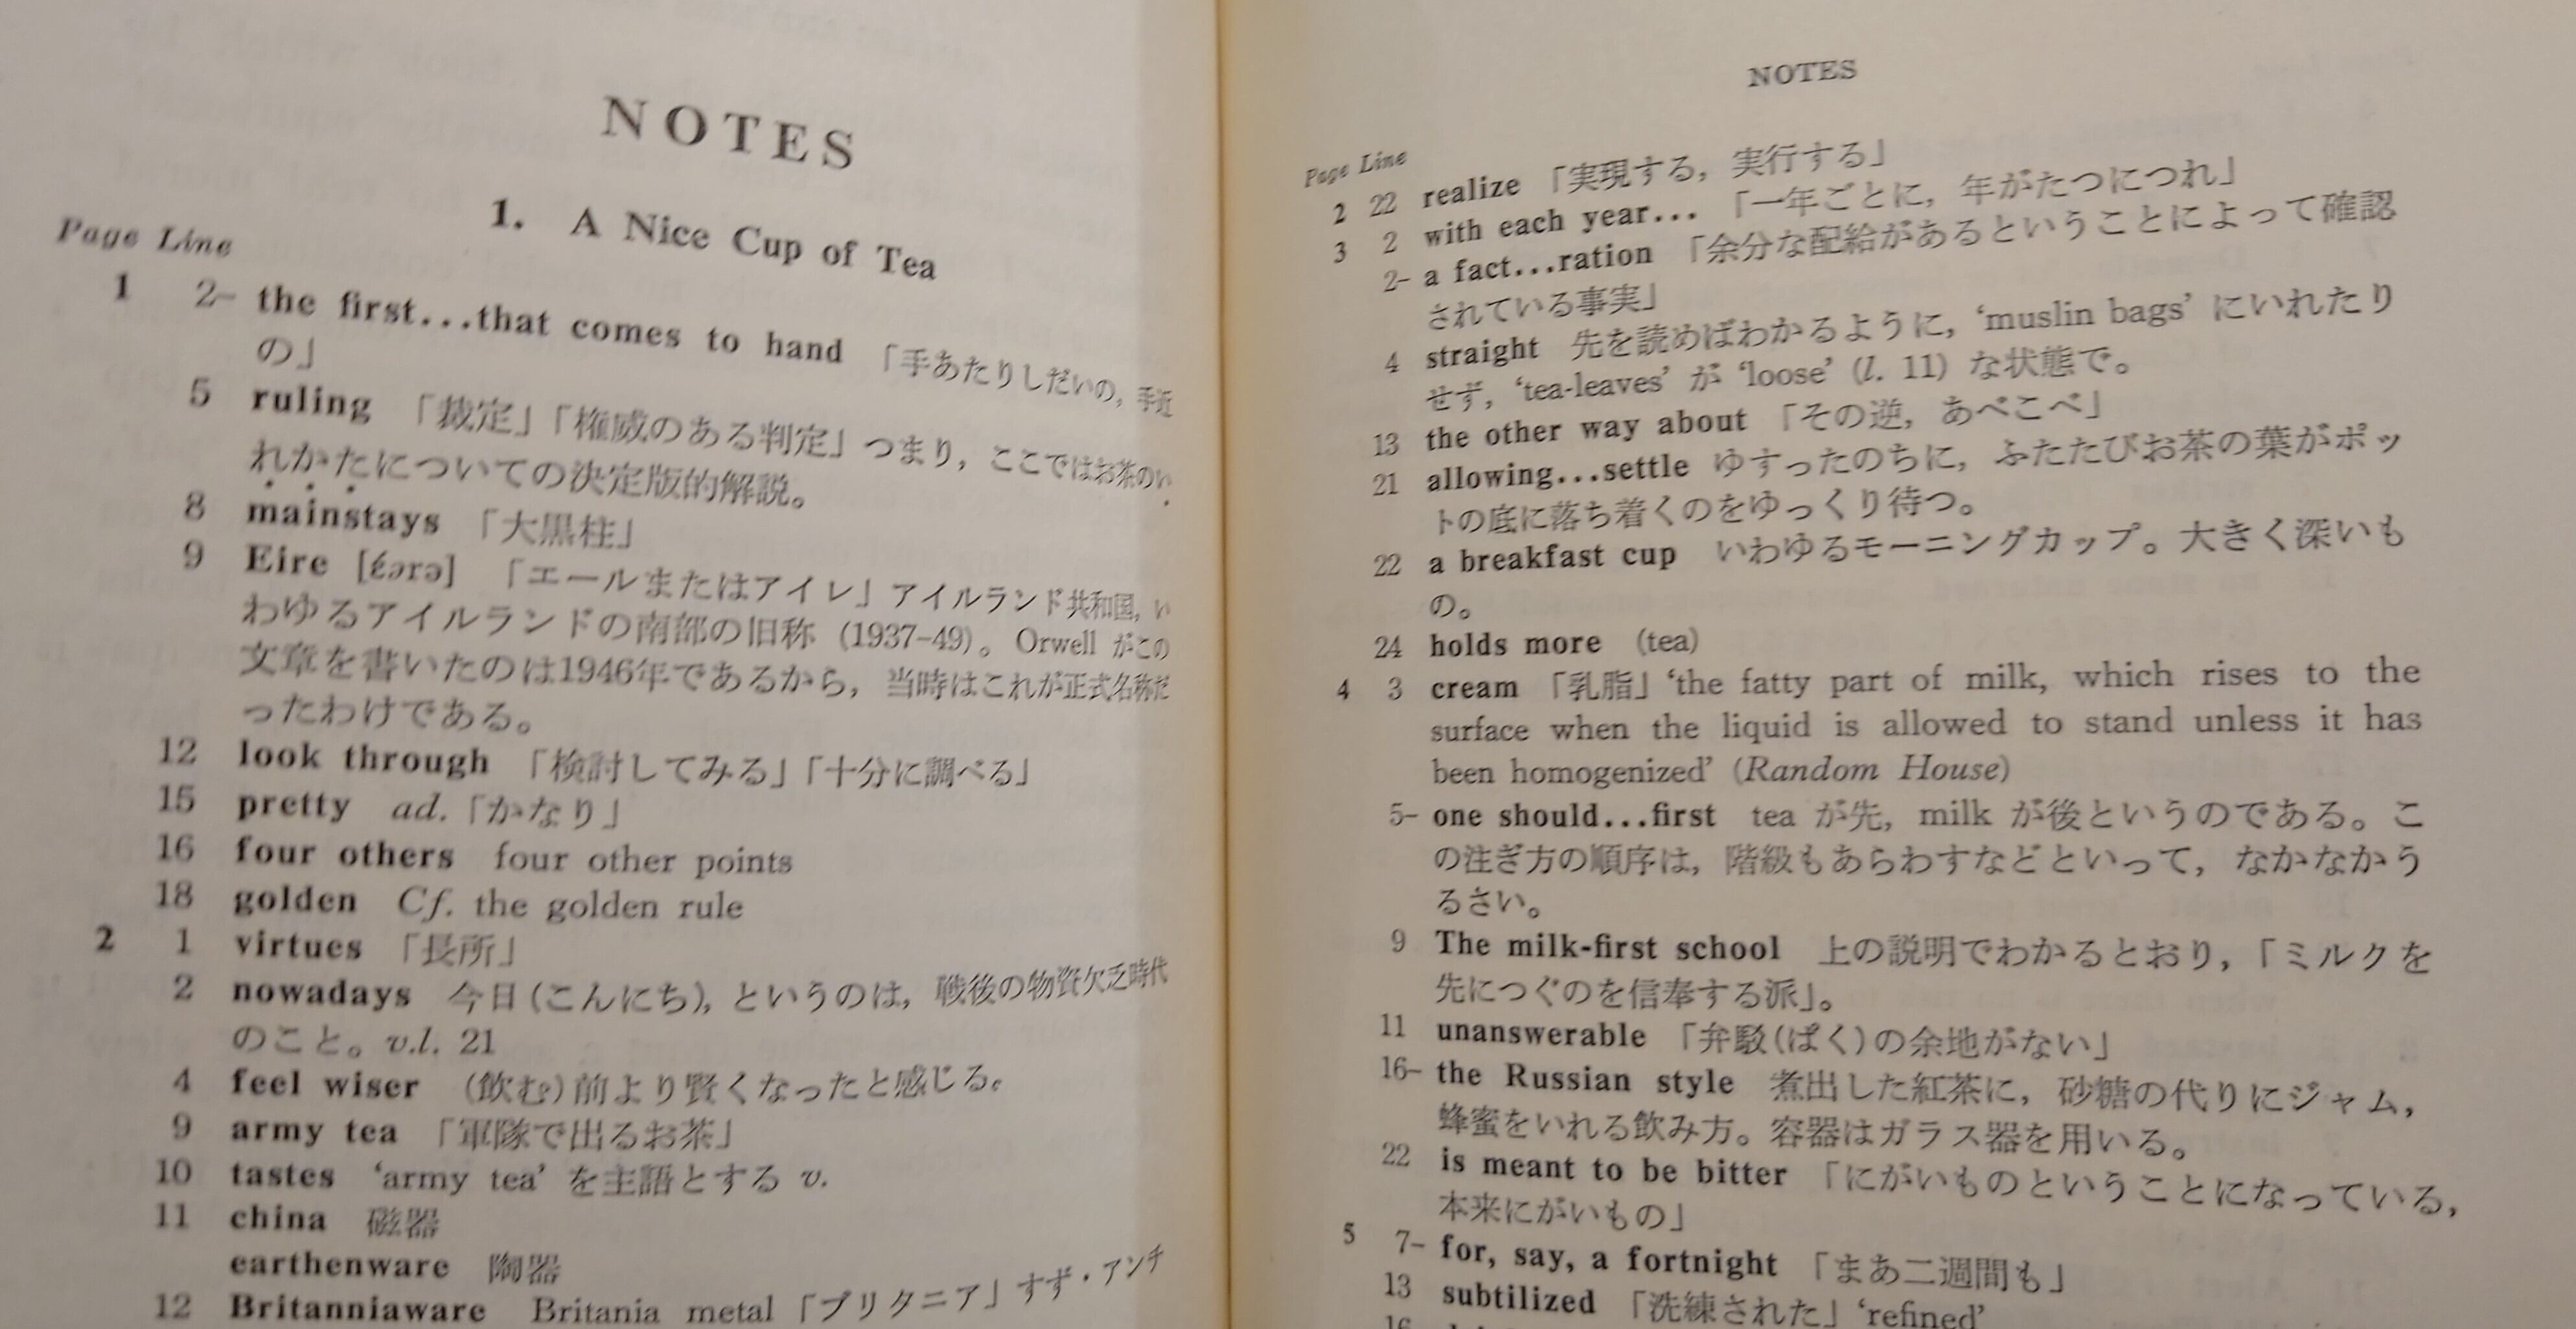 NOTES
1. A Nice Cup of Tea
Page Line
1 2- the first...that comes to hand 「手あたりしだいの，手近
の」
5 ruling 「裁定」「権威のある判定」つまり，ここではお茶のい
れかたについての決定版的解説。
8 mainstays 「大黒柱」
9 Eire [ɛ́ərə] 「エールまたはアイレ」アイルランド共和国，い
わゆるアイルランドの南部の旧称 (1937–49)。Orwell がこの
文章を書いたのは1946年であるから，当時はこれが正式名称だ
ったわけである。
12 look through 「検討してみる」「十分に調べる」
15 pretty ad.「かなり」
16 four others four other points
18 golden Cf. the golden rule
2 1 virtues 「長所」
2 nowadays 今日(こんにち)，というのは，戦後の物資欠乏時代
のこと。v.l. 21
4 feel wiser (飲む)前より賢くなったと感じる。
9 army tea 「軍隊で出るお茶」
10 tastes ‘army tea’ を主語とする v.
11 china 磁器
earthenware 陶器
12 Britanniaware Britania metal「ブリタニア」すず・アンチ
NOTES
Page Line
2 22 realize 「実現する，実行する」
3 2 with each year... 「一年ごとに，年がたつにつれ」
2- a fact...ration 「余分な配給があるということによって確認
されている事実」
4 straight 先を読めばわかるように，‘muslin bags’ にいれたり
せず，‘tea-leaves’ が ‘loose’ (l. 11) な状態で。
13 the other way about 「その逆，あべこべ」
21 allowing...settle ゆすったのちに，ふたたびお茶の葉がポッ
トの底に落ち着くのをゆっくり待つ。
22 a breakfast cup いわゆるモーニングカップ。大きく深いも
の。
24 holds more (tea)
4 3 cream 「乳脂」‘the fatty part of milk, which rises to the
surface when the liquid is allowed to stand unless it has
been homogenized’ (Random House)
5- one should...first tea が先，milk が後というのである。こ
の注ぎ方の順序は，階級もあらわすなどといって，なかなかう
るさい。
9 The milk-first school 上の説明でわかるとおり，「ミルクを
先につぐのを信奉する派」。
11 unanswerable 「弁駁(ばく)の余地がない」
16- the Russian style 煮出した紅茶に，砂糖の代りにジャム，
蜂蜜をいれる飲み方。容器はガラス器を用いる。
22 is meant to be bitter 「にがいものということになっている，
本来にがいもの」
5 7- for, say, a fortnight 「まあ二週間も」
13 subtilized 「洗練された」‘refined’
16